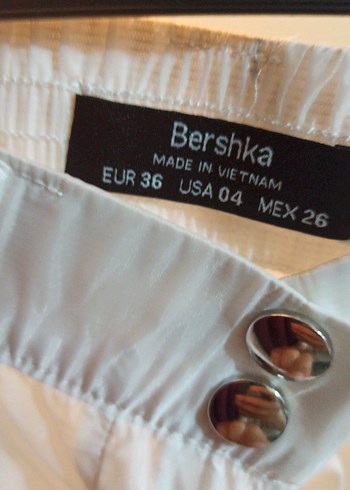 Bershka
MADE IN VIETNAM
EUR 36 USA 04 MEX 26